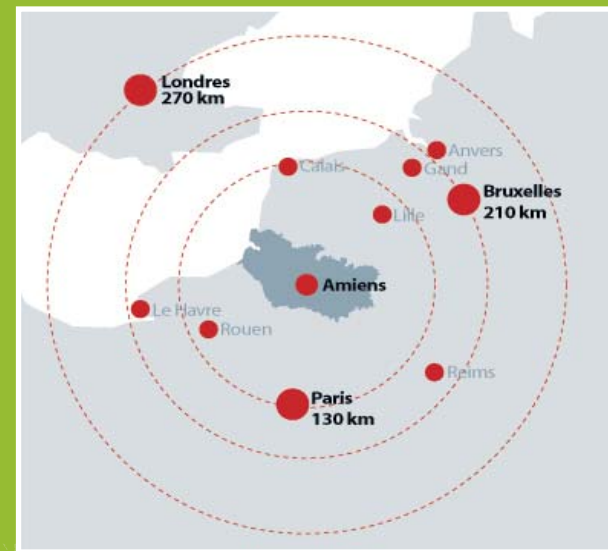 Londres
270 km
Anvers
Calais
Gand
Bruxelles
210 km
Lille
Amiens
Le Havre
Rouen
Reims
Paris
130 km